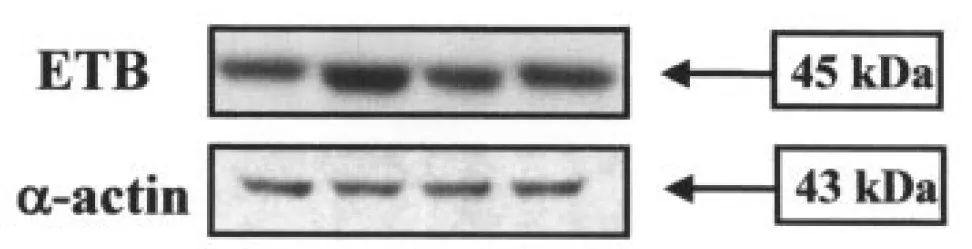 ETB 45 kDa
α-actin 43 kDa